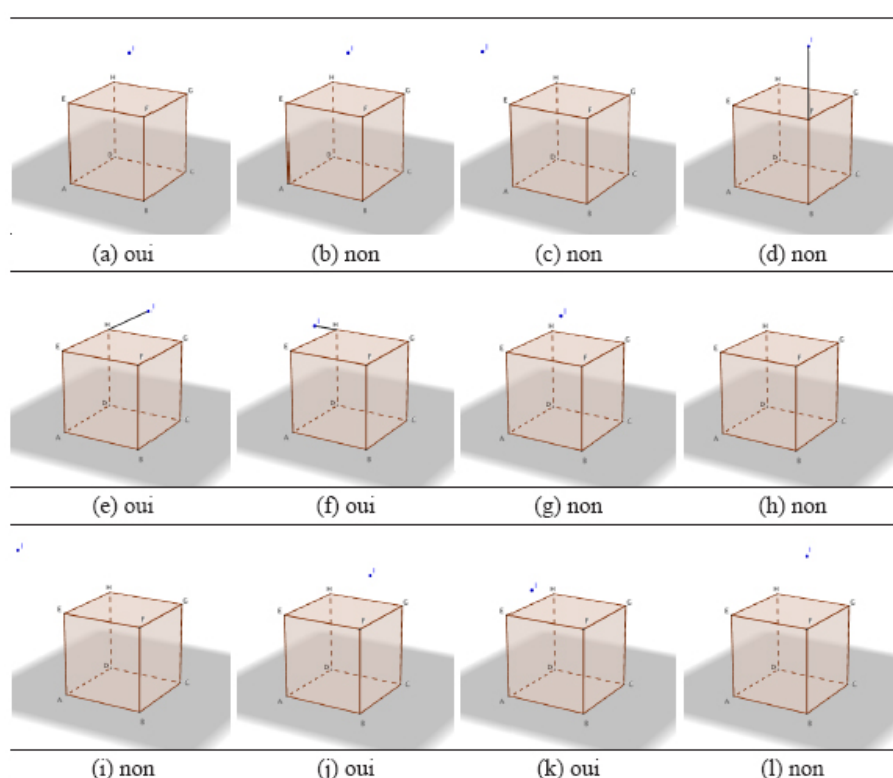 I
H
G
E
F
D
C
A
B
(a) oui
I
H
G
E
F
D
C
A
B
(b) non
I
H
G
E
F
D
C
A
B
(c) non
I
H
G
E
F
D
C
A
B
(d) non
I
H
G
E
F
D
C
A
B
(e) oui
I
H
G
E
F
D
C
A
B
(f) oui
I
H
G
E
F
D
C
A
B
(g) non
H
G
E
F
D
C
A
B
(h) non
I
H
G
E
F
D
C
A
B
(i) non
I
H
G
E
F
D
C
A
B
(j) oui
I
H
G
E
F
D
C
A
B
(k) oui
I
H
G
E
F
D
C
A
B
(l) non